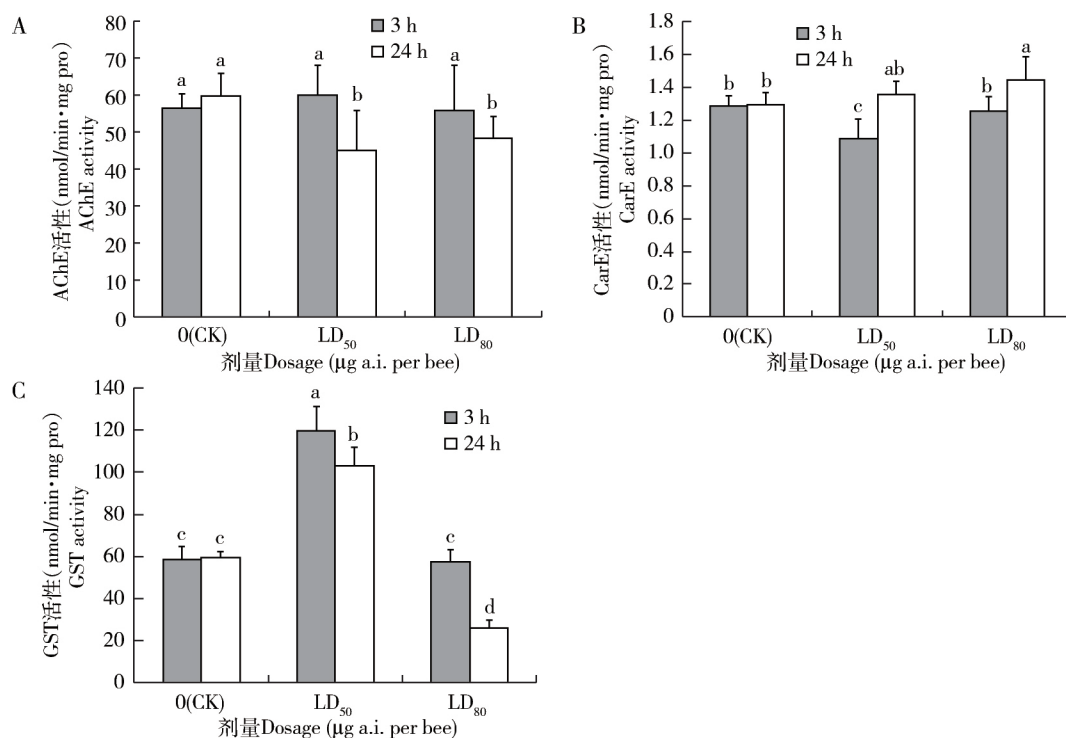 A
AChE活性(nmol/min·mg pro)
AChE activity
80
70
60
50
40
30
20
10
0
3 h
24 h
a
a
a
b
a
b
0(CK)
LD50
LD80
剂量Dosage (μg a.i. per bee)
B
CarE活性(nmol/min·mg pro)
CarE activity
1.8
1.6
1.4
1.2
1.0
0.8
0.6
0.4
0.2
0
3 h
24 h
b
b
c
ab
b
a
0(CK)
LD50
LD80
剂量Dosage (μg a.i. per bee)
C
GST活性(nmol/min·mg pro)
GST activity
140
120
100
80
60
40
20
0
3 h
24 h
c
c
a
b
c
d
0(CK)
LD50
LD80
剂量Dosage (μg a.i. per bee)